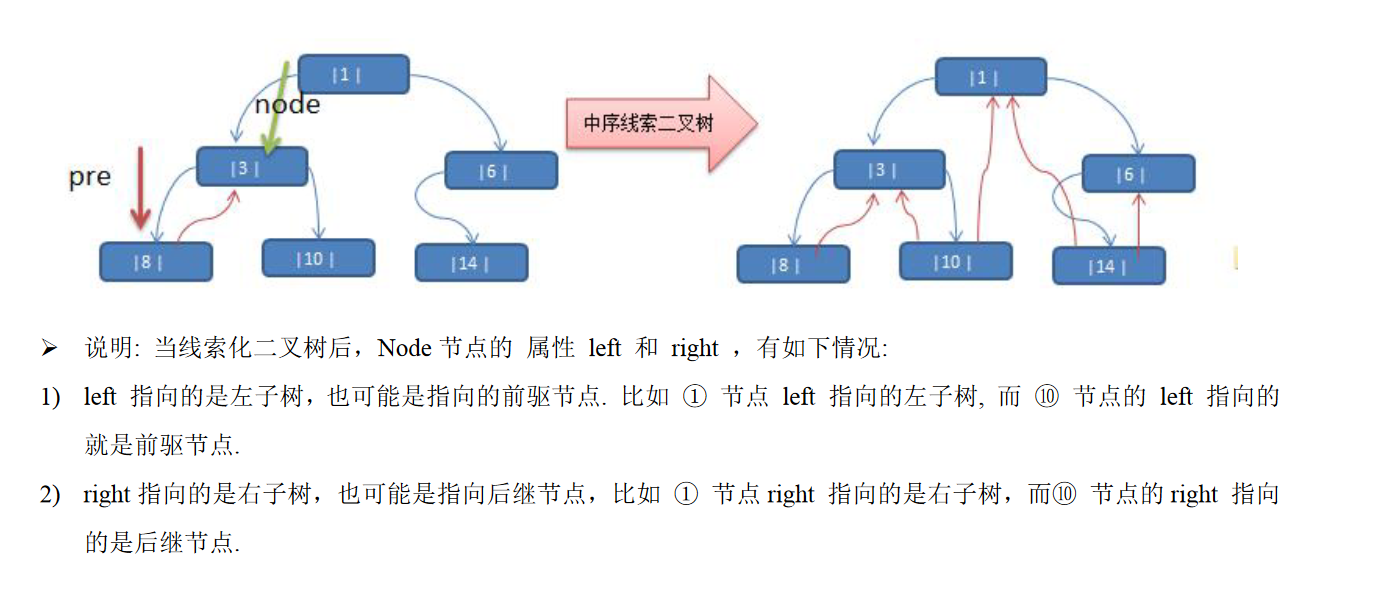 |1 |
|1 |
node
中序线索二叉树
pre
|3 |
|6 |
|3 |
|6 |
|8 |
|10 |
|14 |
|8 |
|10 |
|14 |
➢ 说明: 当线索化二叉树后，Node 节点的 属性 left 和 right ，有如下情况:
1) left 指向的是左子树，也可能是指向的前驱节点. 比如 ① 节点 left 指向的左子树, 而 ⑩ 节点的 left 指向的
就是前驱节点.
2) right 指向的是右子树，也可能是指向后继节点，比如 ① 节点 right 指向的是右子树，而⑩ 节点的 right 指向
的是后继节点.